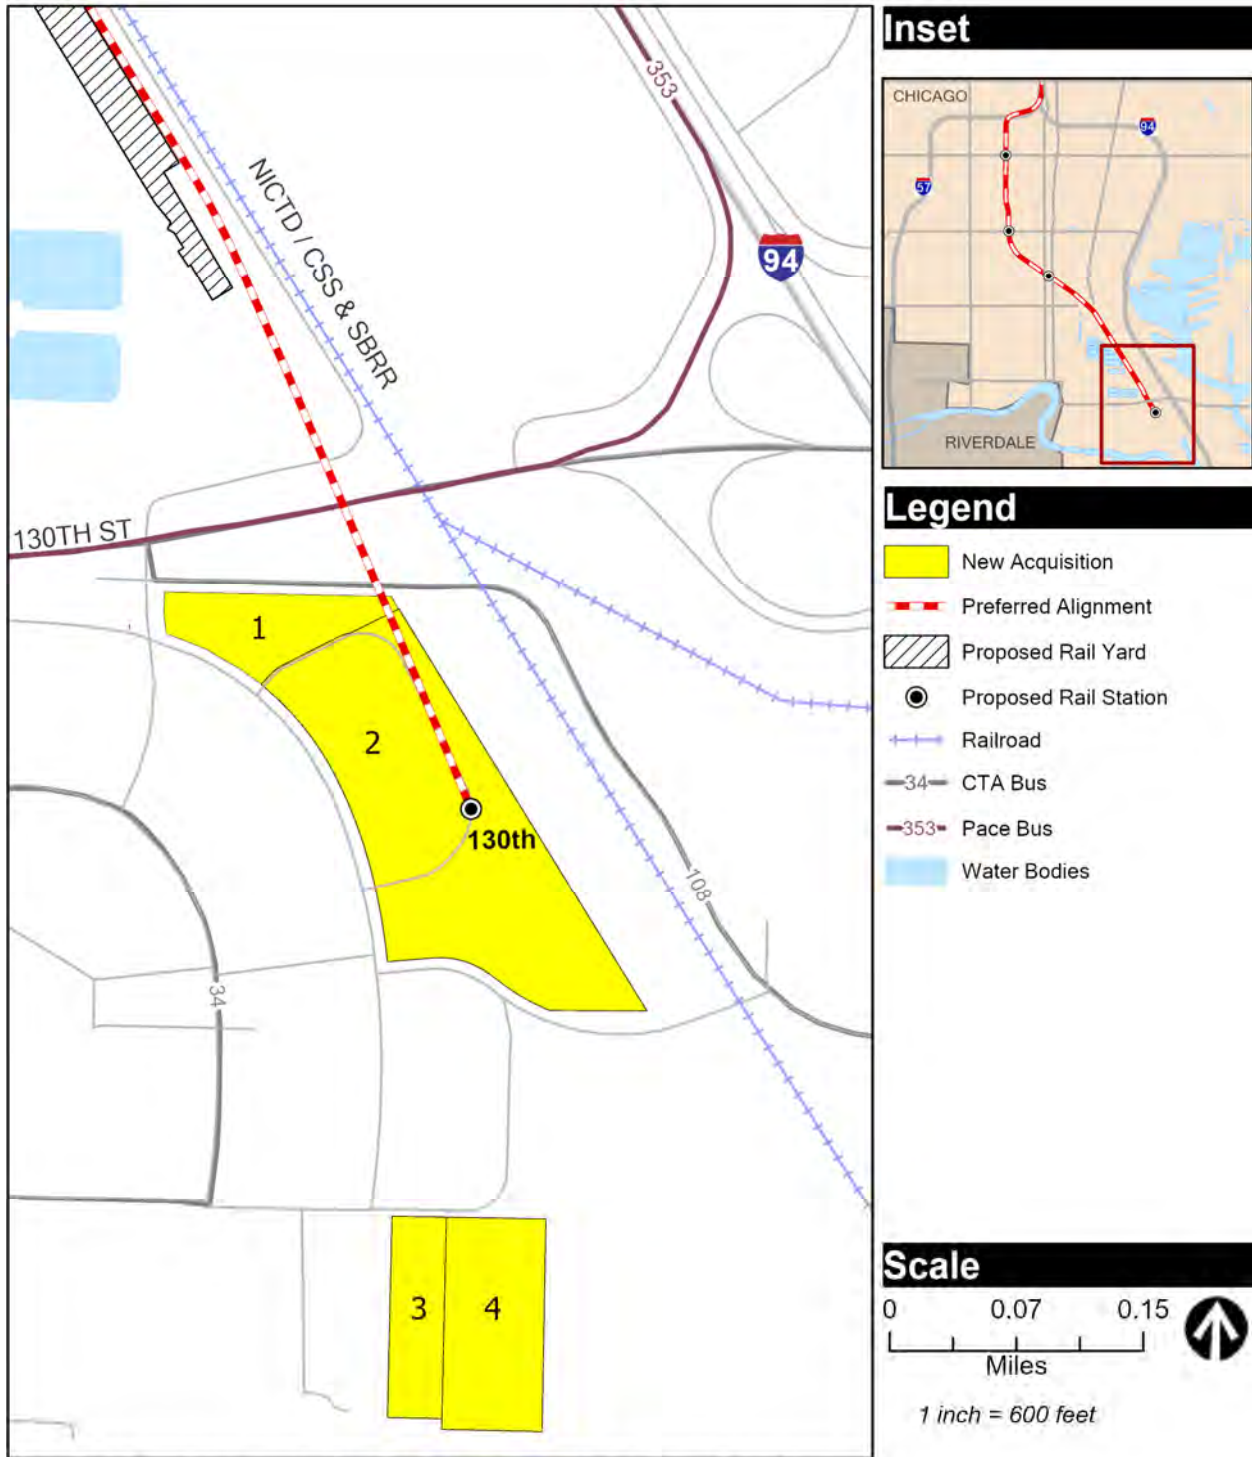 353
94
NICTD / CSS & SBRR
130TH ST
1
2
130th
108
34
3
4
Inset
CHICAGO
94
57
RIVERDALE
Legend
New Acquisition
Preferred Alignment
Proposed Rail Yard
Proposed Rail Station
Railroad
34 CTA Bus
353 Pace Bus
Water Bodies
Scale
0 0.07 0.15
Miles
1 inch = 600 feet